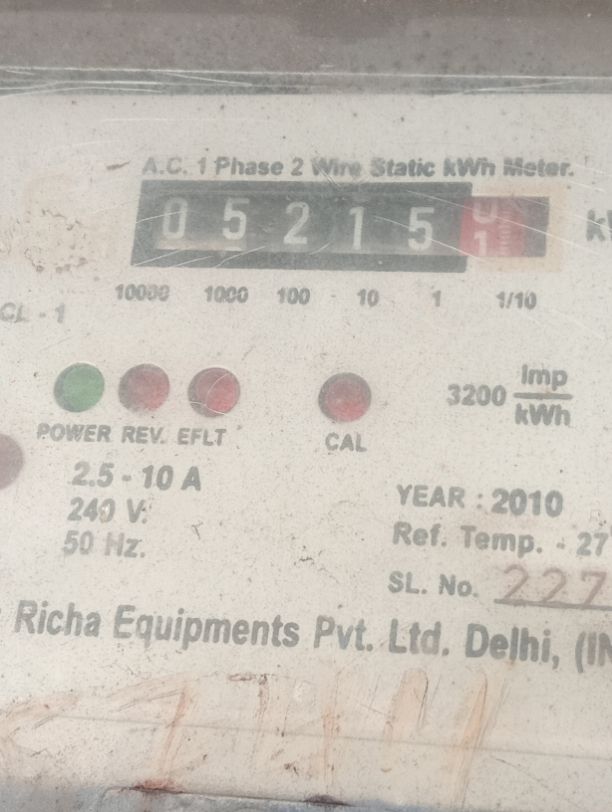 A.C. 1 Phase 2 Wire Static kWh Meter.
0 5 2 1 5
10000 1000 100 10 1 1/10
CL - 1
Imp
3200
kWh
POWER REV. EFLT CAL
2.5 - 10 A
240 V.
50 Hz.
YEAR : 2010
Ref. Temp. - 27
SL. No. 227
Richa Equipments Pvt. Ltd. Delhi, (IN